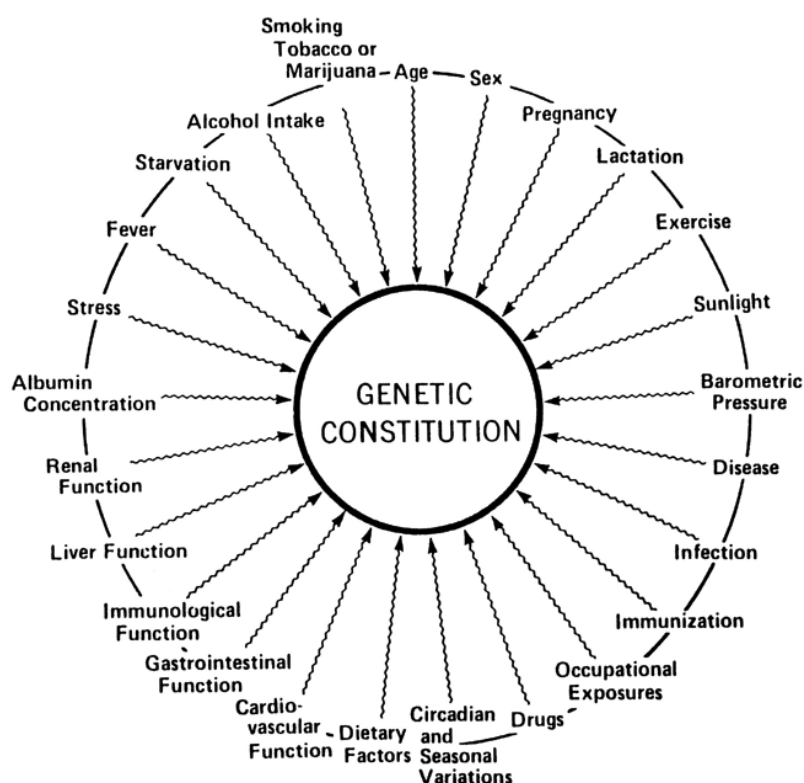 Smoking
Tobacco or
Marijuana
Age
Sex
Pregnancy
Lactation
Exercise
Sunlight
Barometric
Pressure
Disease
Infection
Immunization
Occupational
Exposures
Drugs
Circadian
and
Seasonal
Variations
Dietary
Factors
Cardio-
vascular
Function
Gastrointestinal
Function
Immunological
Function
Liver Function
Renal
Function
Albumin
Concentration
Stress
Fever
Starvation
Alcohol Intake
GENETIC
CONSTITUTION